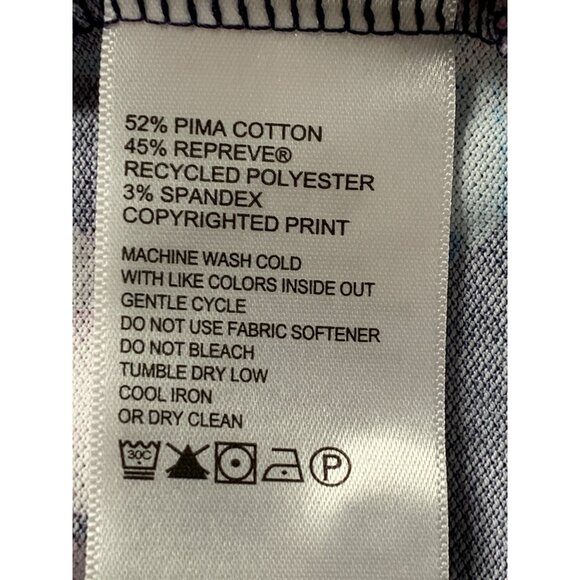 52% PIMA COTTON
45% REPREVE®
RECYCLED POLYESTER
3% SPANDEX
COPYRIGHTED PRINT
MACHINE WASH COLD
WITH LIKE COLORS INSIDE OUT
GENTLE CYCLE
DO NOT USE FABRIC SOFTENER
DO NOT BLEACH
TUMBLE DRY LOW
COOL IRON
OR DRY CLEAN
30C P